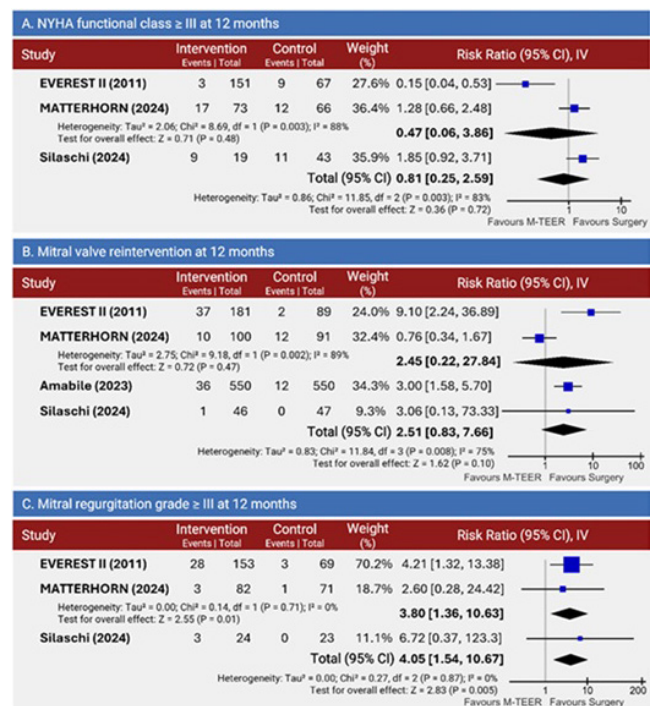 A. NYHA functional class ≥ III at 12 months
Study Intervention Control Weight Risk Ratio (95% CI), IV
Events | Total Events | Total (%)
EVEREST II (2011) 3 151 9 67 27.6% 0.15 [0.04, 0.53]
MATTERHORN (2024) 17 73 12 66 36.4% 1.28 [0.66, 2.48]
Heterogeneity: Tau² = 2.06; Chi² = 8.69, df = 1 (P = 0.003); I² = 88% 0.47 [0.06, 3.86]
Test for overall effect: Z = 0.71 (P = 0.48)
Silaschi (2024) 9 19 11 43 35.9% 1.85 [0.92, 3.71]
Total (95% CI) 0.81 [0.25, 2.59]
Heterogeneity: Tau² = 0.86; Chi² = 11.85, df = 2 (P = 0.003); I² = 83% 1 10
Test for overall effect: Z = 0.36 (P = 0.72)
Favours M-TEER Favours Surgery
B. Mitral valve reintervention at 12 months
Study Intervention Control Weight Risk Ratio (95% CI), IV
Events | Total Events | Total (%)
EVEREST II (2011) 37 181 2 89 24.0% 9.10 [2.24, 36.89]
MATTERHORN (2024) 10 100 12 91 32.4% 0.76 [0.34, 1.67]
Heterogeneity: Tau² = 2.75; Chi² = 9.18, df = 1 (P = 0.002); I² = 89% 2.45 [0.22, 27.84]
Test for overall effect: Z = 0.72 (P = 0.47)
Amabile (2023) 36 550 12 550 34.3% 3.00 [1.58, 5.70]
Silaschi (2024) 1 46 0 47 9.3% 3.06 [0.13, 73.33]
Total (95% CI) 2.51 [0.83, 7.66]
Heterogeneity: Tau² = 0.83; Chi² = 11.84, df = 3 (P = 0.008); I² = 75% 1 10 100
Test for overall effect: Z = 1.62 (P = 0.10) Favours M-TEER Favours Surgery
C. Mitral regurgitation grade ≥ III at 12 months
Study Intervention Control Weight Risk Ratio (95% CI), IV
Events | Total Events | Total (%)
EVEREST II (2011) 28 153 3 69 70.2% 4.21 [1.32, 13.38]
MATTERHORN (2024) 3 82 1 71 18.7% 2.60 [0.28, 24.42]
Heterogeneity: Tau² = 0.00; Chi² = 0.14, df = 1 (P = 0.71); I² = 0% 3.80 [1.36, 10.63]
Test for overall effect: Z = 2.55 (P = 0.01)
Silaschi (2024) 3 24 0 23 11.1% 6.72 [0.37, 123.3]
Total (95% CI) 4.05 [1.54, 10.67]
Heterogeneity: Tau² = 0.00; Chi² = 0.27, df = 2 (P = 0.87); I² = 0% 1 10 200
Test for overall effect: Z = 2.83 (P = 0.005) Favours M-TEER Favours Surgery